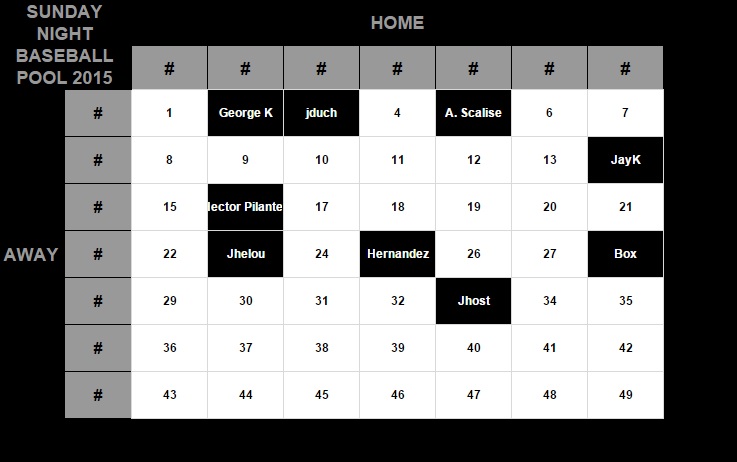 SUNDAY
NIGHT
BASEBALL
POOL 2015
HOME
# # # # # # #
# 1 George K jduch 4 A. Scalise 6 7
# 8 9 10 11 12 13 JayK
# 15 lector Pilante 17 18 19 20 21
AWAY # 22 Jhelou 24 Hernandez 26 27 Box
# 29 30 31 32 Jhost 34 35
# 36 37 38 39 40 41 42
# 43 44 45 46 47 48 49